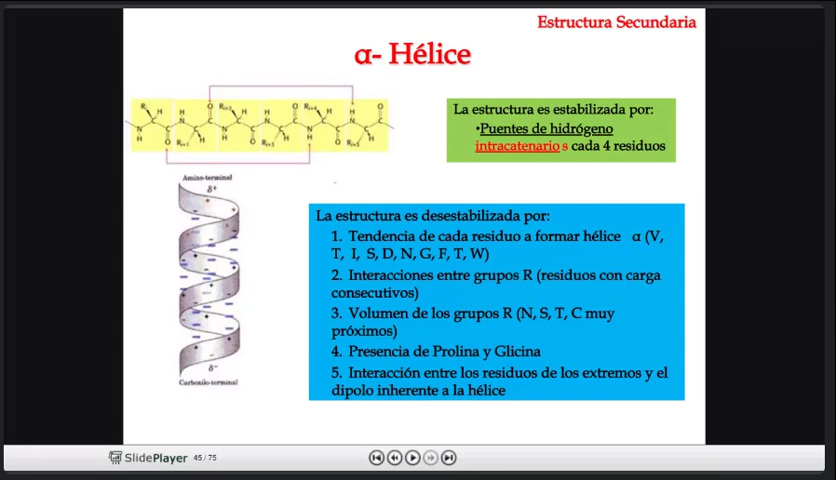 Estructura Secundaria
α- Hélice
La estructura es estabilizada por:
•Puentes de hidrógeno
intracatenario s cada 4 residuos
Amino-terminal
δ+
La estructura es desestabilizada por:
1. Tendencia de cada residuo a formar hélice α (V,
T, I, S, D, N, G, F, T, W)
2. Interacciones entre grupos R (residuos con carga
consecutivos)
3. Volumen de los grupos R (N, S, T, C muy
próximos)
4. Presencia de Prolina y Glicina
5. Interacción entre los residuos de los extremos y el
dipolo inherente a la hélice
δ−
Carboxilo-terminal
SlidePlayer 45 / 75